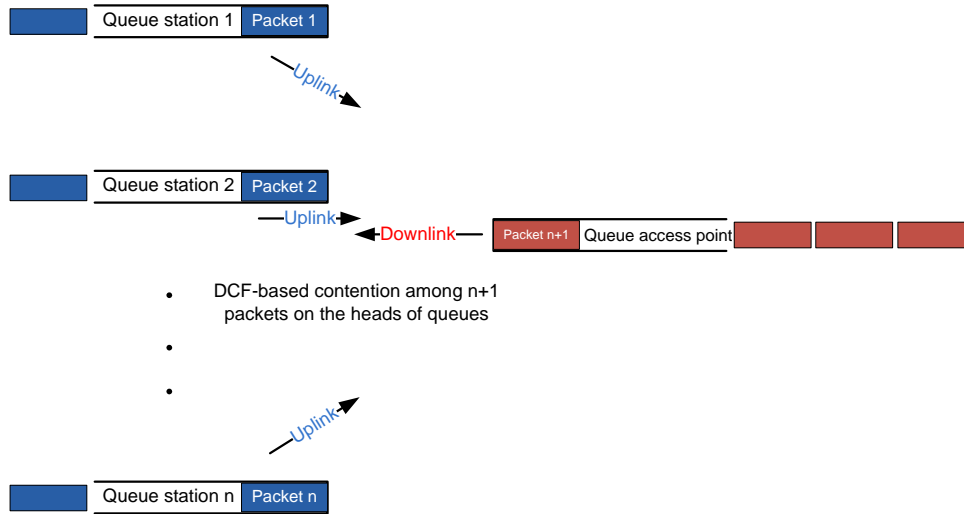 Queue station 1 Packet 1
Uplink
Queue station 2 Packet 2
Uplink
Downlink
Packet n+1 Queue access point
DCF-based contention among n+1
packets on the heads of queues
Uplink
Queue station n Packet n